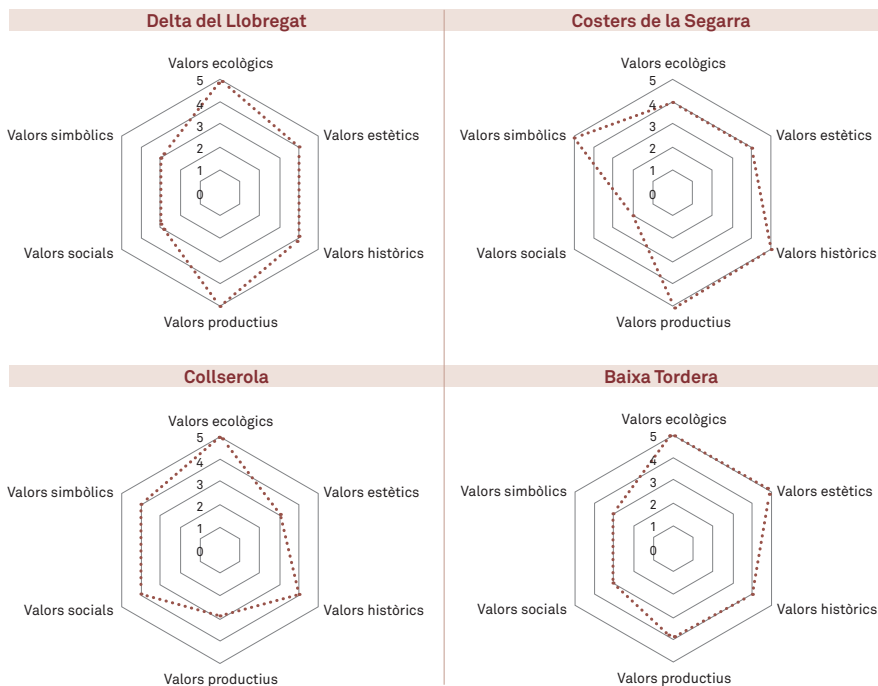 Delta del Llobregat
Valors ecològics
5
4
3
2
1
0
Valors simbòlics
Valors estètics
Valors socials
Valors històrics
Valors productius
Costers de la Segarra
Valors ecològics
5
4
3
2
1
0
Valors simbòlics
Valors estètics
Valors socials
Valors històrics
Valors productius
Collserola
Valors ecològics
5
4
3
2
1
0
Valors simbòlics
Valors estètics
Valors socials
Valors històrics
Valors productius
Baixa Tordera
Valors ecològics
5
4
3
2
1
0
Valors simbòlics
Valors estètics
Valors socials
Valors històrics
Valors productius